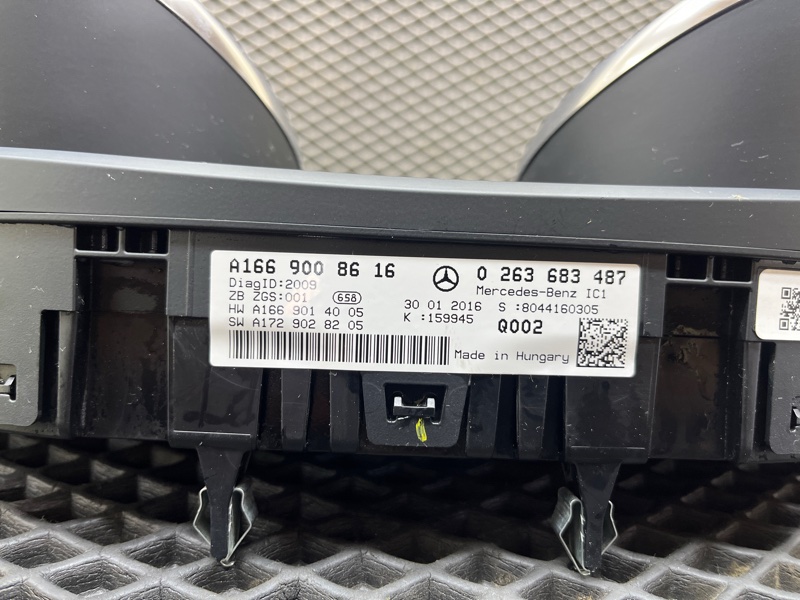 A166 900 86 16
0 263 683 487
DiagID:2009
Mercedes-Benz IC1
ZB ZGS:001 658
30 01 2016 S :8044160305
HW A166 901 40 05
K :159945 Q002
SW A172 902 82 05
Made in Hungary